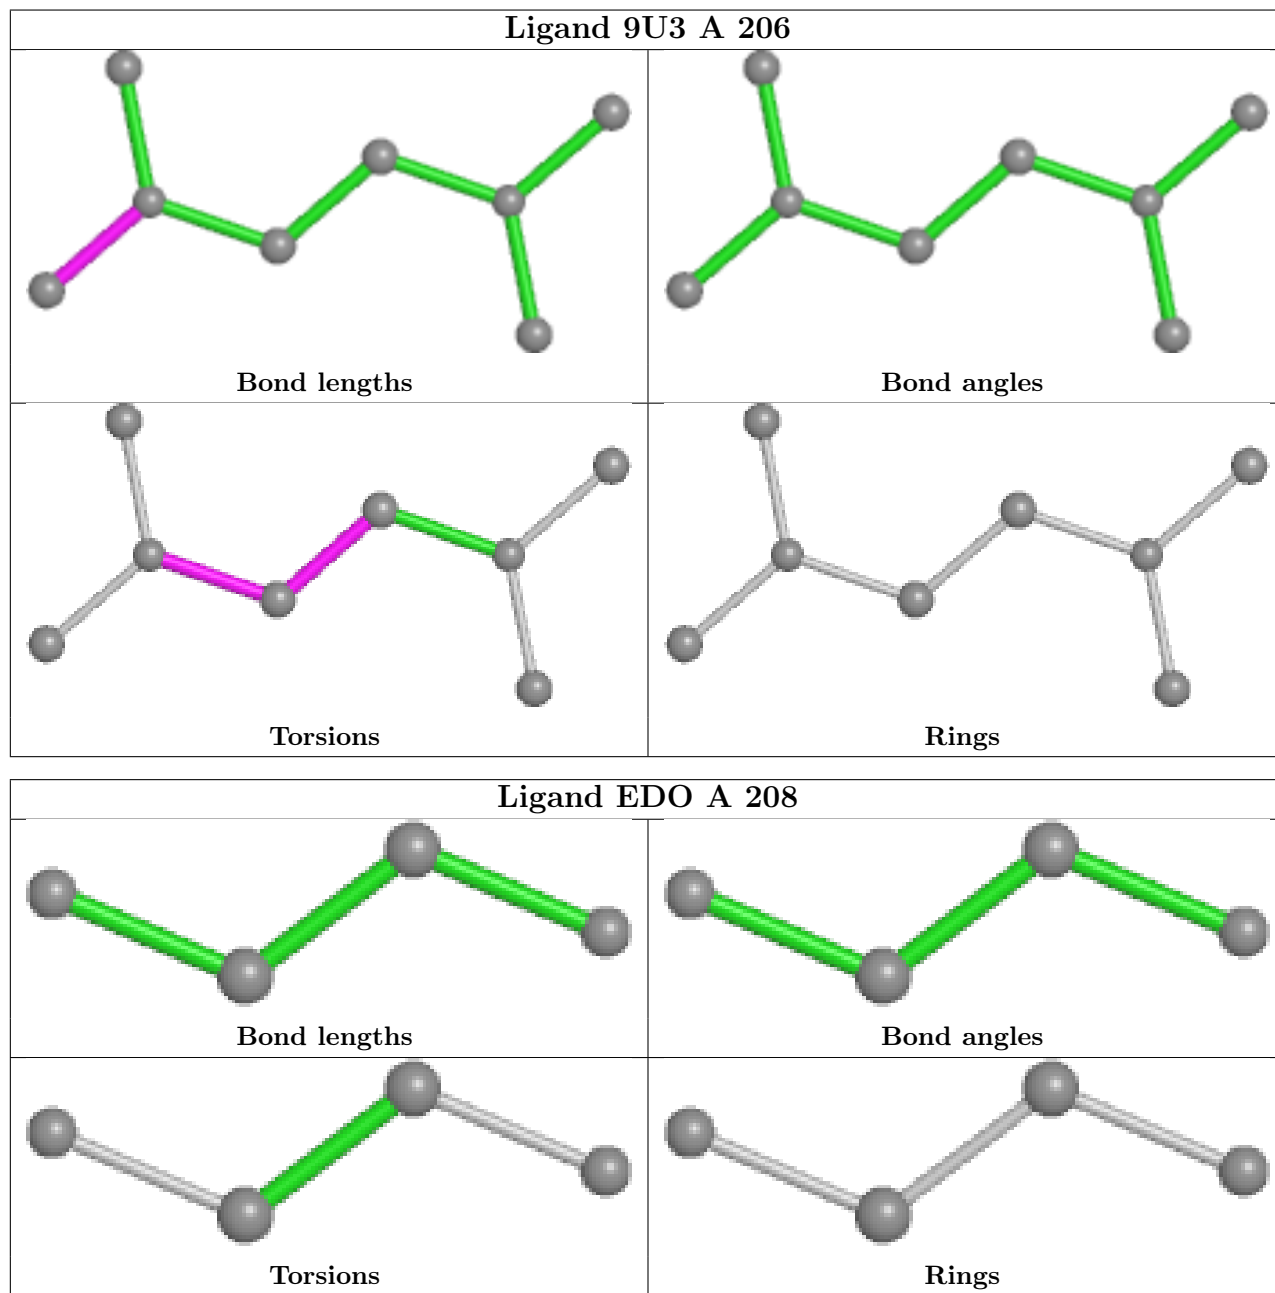 Ligand 9U3 A 206
Bond lengths
Bond angles
Torsions
Rings
Ligand EDO A 208
Bond lengths
Bond angles
Torsions
Rings